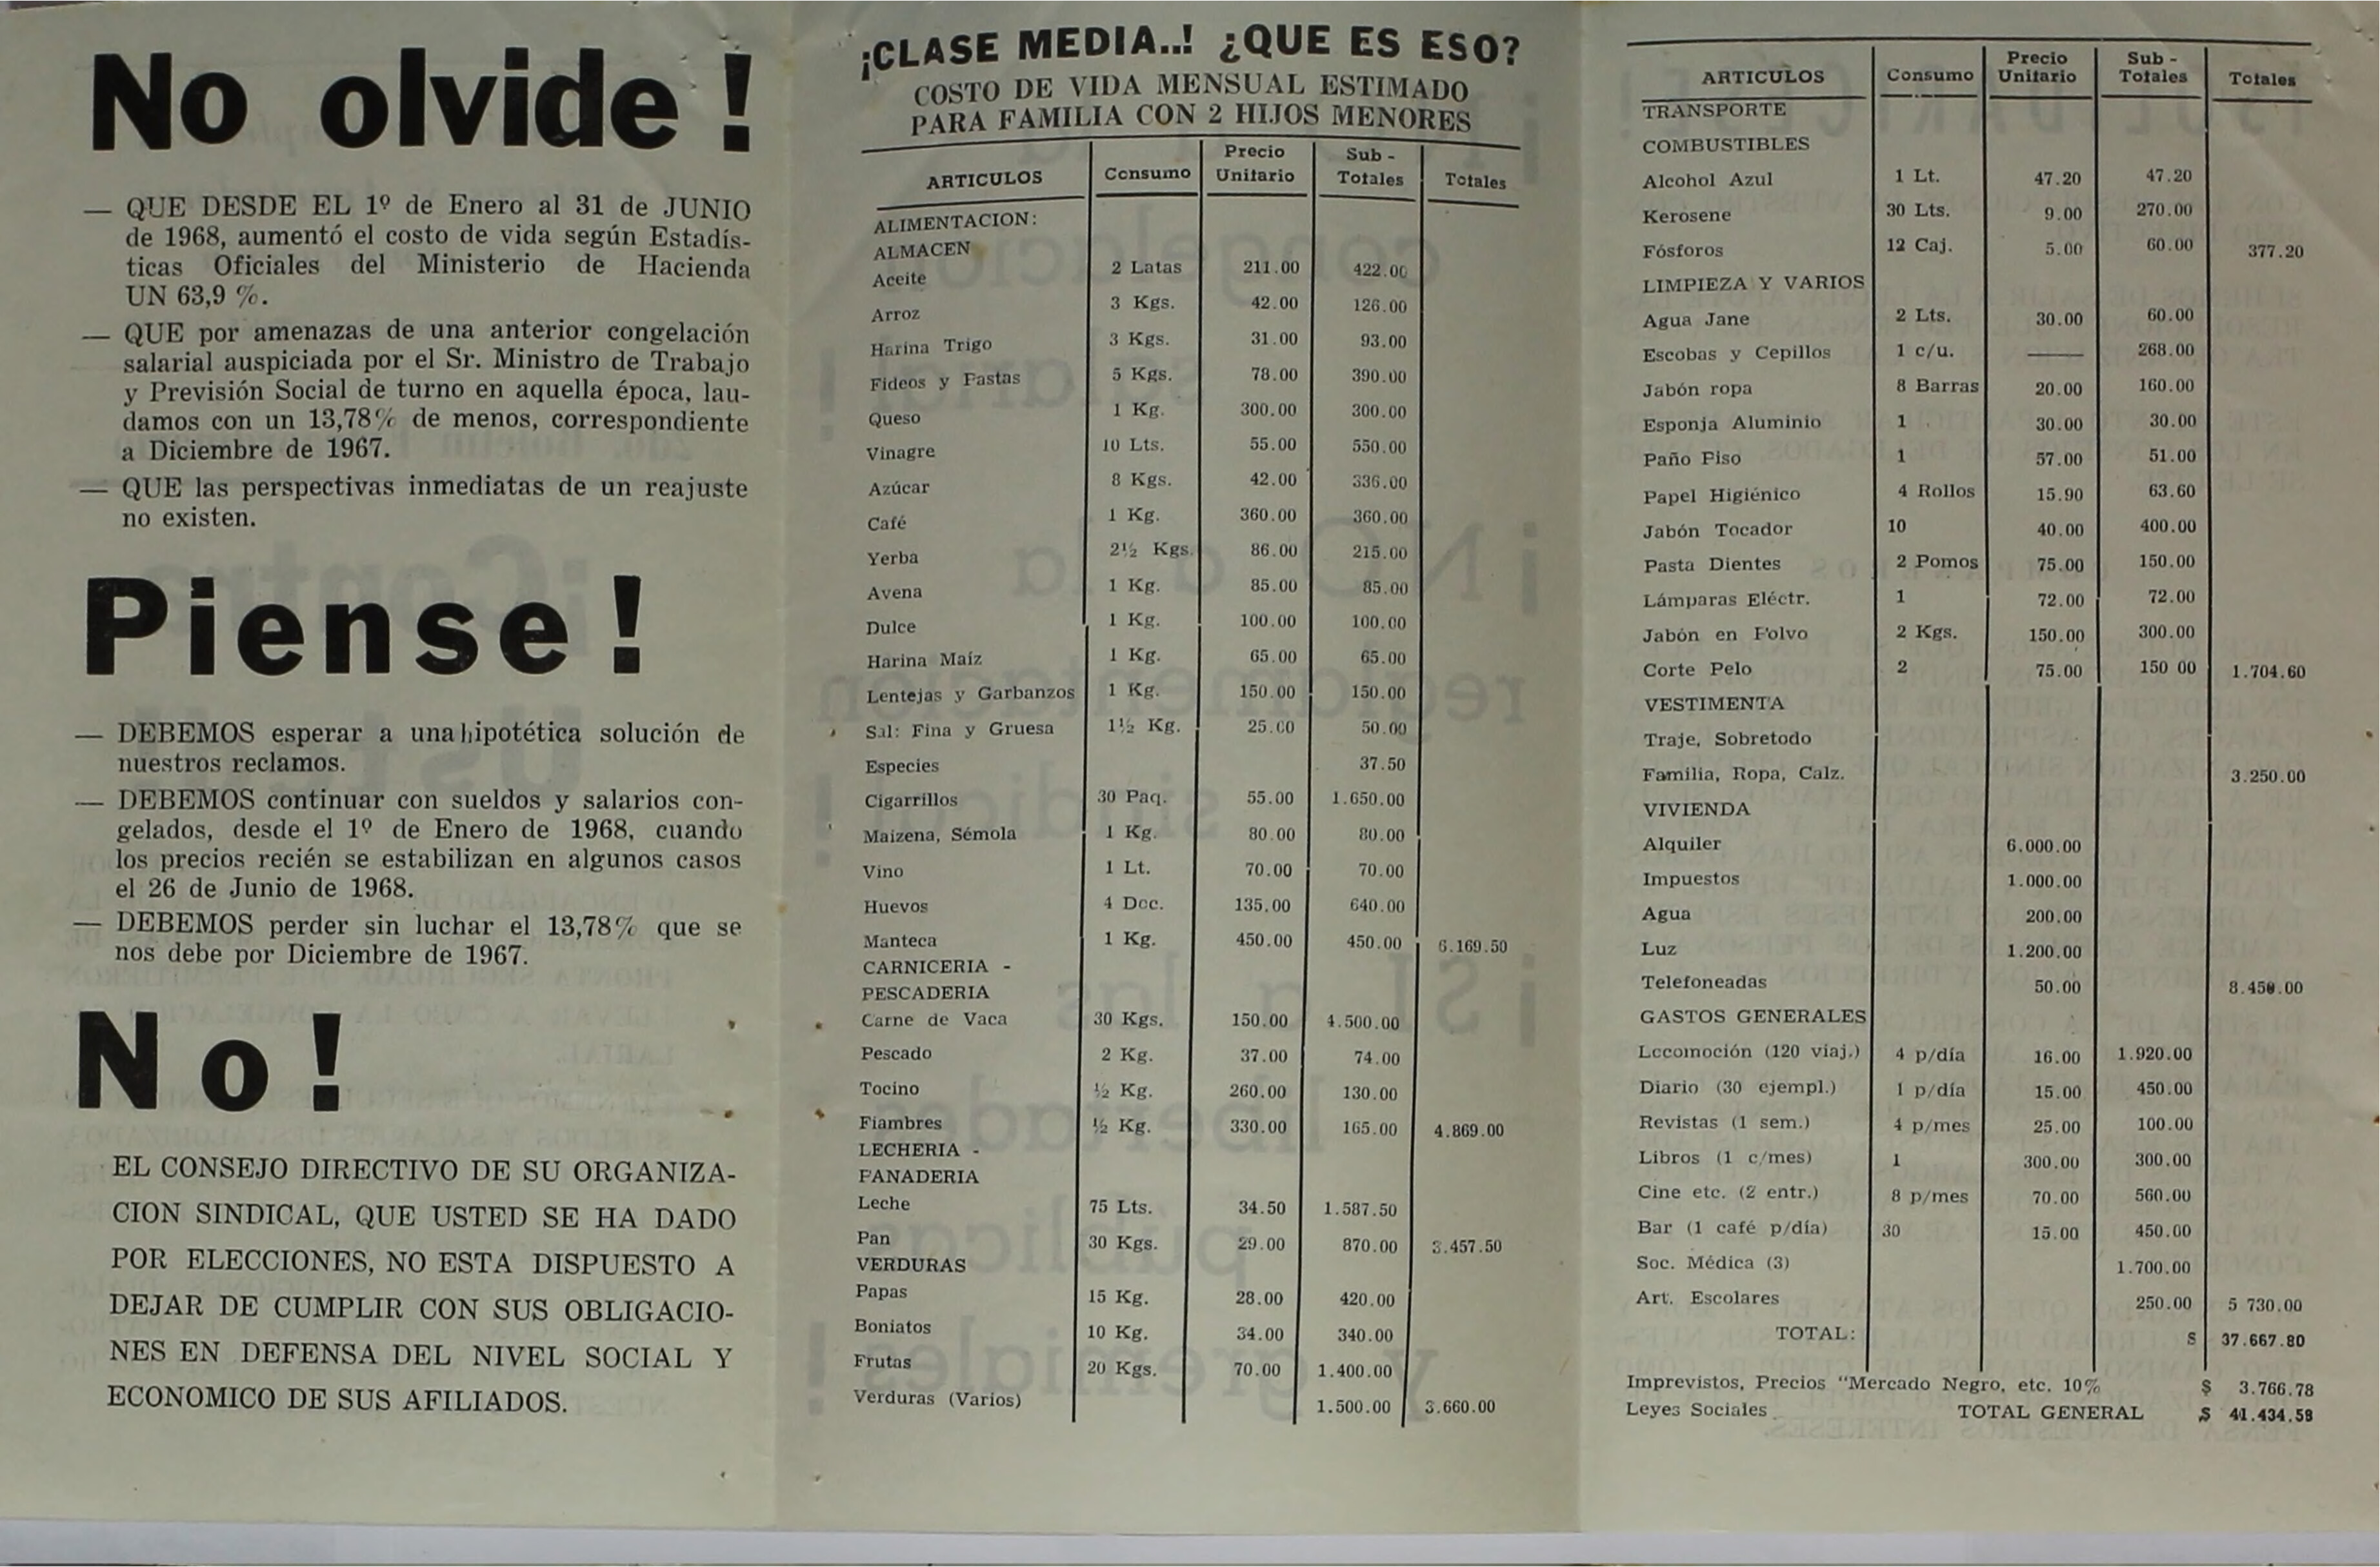 No olvide !
— QUE DESDE EL 1º de Enero al 31 de JUNIO
de 1968, aumentó el costo de vida según Estadís-
ticas Oficiales del Ministerio de Hacienda
UN 63,9 %.
— QUE por amenazas de una anterior congelación
salarial auspiciada por el Sr. Ministro de Trabajo
y Previsión Social de turno en aquella época, lau-
damos con un 13,78% de menos, correspondiente
a Diciembre de 1967.
— QUE las perspectivas inmediatas de un reajuste
no existen.
Piense !
— DEBEMOS esperar a una hipotética solución de
nuestros reclamos.
— DEBEMOS continuar con sueldos y salarios con-
gelados, desde el 1º de Enero de 1968, cuando
los precios recién se estabilizan en algunos casos
el 26 de Junio de 1968.
— DEBEMOS perder sin luchar el 13,78% que se
nos debe por Diciembre de 1967.
No!
EL CONSEJO DIRECTIVO DE SU ORGANIZA-
CION SINDICAL, QUE USTED SE HA DADO
POR ELECCIONES, NO ESTA DISPUESTO A
DEJAR DE CUMPLIR CON SUS OBLIGACIO-
NES EN DEFENSA DEL NIVEL SOCIAL Y
ECONOMICO DE SUS AFILIADOS.
¡CLASE MEDIA..! ¿QUE ES ESO?
COSTO DE VIDA MENSUAL ESTIMADO
PARA FAMILIA CON 2 HIJOS MENORES
ARTICULOS Consumo Precio Unitario Sub - Totales Totales
ALIMENTACION:
ALMACEN
Aceite 2 Latas 211.00 422.00
Arroz 3 Kgs. 42.00 126.00
Harina Trigo 3 Kgs. 31.00 93.00
Fideos y Pastas 5 Kgs. 78.00 390.00
Queso 1 Kg. 300.00 300.00
Vinagre 10 Lts. 55.00 550.00
Azúcar 8 Kgs. 42.00 336.00
Café 1 Kg. 360.00 360.00
Yerba 2½ Kgs. 86.00 215.00
Avena 1 Kg. 85.00 85.00
Dulce 1 Kg. 100.00 100.00
Harina Maíz 1 Kg. 65.00 65.00
Lentejas y Garbanzos 1 Kg. 150.00 150.00
Sal: Fina y Gruesa 1½ Kg. 25.00 50.00
Especies 37.50
Cigarrillos 30 Paq. 55.00 1.650.00
Maizena, Sémola 1 Kg. 80.00 80.00
Vino 1 Lt. 70.00 70.00
Huevos 4 Doc. 135.00 640.00
Manteca 1 Kg. 450.00 450.00 6.169.50
CARNICERIA -
PESCADERIA
Carne de Vaca 30 Kgs. 150.00 4.500.00
Pescado 2 Kg. 37.00 74.00
Tocino ½ Kg. 260.00 130.00
Fiambres ½ Kg. 330.00 165.00 4.869.00
LECHERIA -
PANADERIA
Leche 75 Lts. 34.50 1.587.50
Pan 30 Kgs. 29.00 870.00 3.457.50
VERDURAS
Papas 15 Kg. 28.00 420.00
Boniatos 10 Kg. 34.00 340.00
Frutas 20 Kgs. 70.00 1.400.00
Verduras (Varios) 1.500.00 3.660.00
ARTICULOS Consumo Precio Unitario Sub - Totales Totales
TRANSPORTE
COMBUSTIBLES
Alcohol Azul 1 Lt. 47.20 47.20
Kerosene 30 Lts. 9.00 270.00
Fósforos 12 Caj. 5.00 60.00 377.20
LIMPIEZA Y VARIOS
Agua Jane 2 Lts. 30.00 60.00
Escobas y Cepillos 1 c/u. —— 268.00
Jabón ropa 8 Barras 20.00 160.00
Esponja Aluminio 1 30.00 30.00
Paño Piso 1 57.00 51.00
Papel Higiénico 4 Rollos 15.90 63.60
Jabón Tocador 10 40.00 400.00
Pasta Dientes 2 Pomos 75.00 150.00
Lámparas Eléctr. 1 72.00 72.00
Jabón en Polvo 2 Kgs. 150.00 300.00
Corte Pelo 2 75.00 150 00 1.704.60
VESTIMENTA
Traje, Sobretodo
Familia, Ropa, Calz. 3.250.00
VIVIENDA
Alquiler 6.000.00
Impuestos 1.000.00
Agua 200.00
Luz 1.200.00
Telefoneadas 50.00 8.450.00
GASTOS GENERALES
Locomoción (120 viaj.) 4 p/día 16.00 1.920.00
Diario (30 ejempl.) 1 p/día 15.00 450.00
Revistas (1 sem.) 4 p/mes 25.00 100.00
Libros (1 c/mes) 1 300.00 300.00
Cine etc. (2 entr.) 8 p/mes 70.00 560.00
Bar (1 café p/día) 30 15.00 450.00
Soc. Médica (3) 1.700.00
Art. Escolares 250.00 5 730.00
TOTAL: $ 37.667.80
Imprevistos, Precios "Mercado Negro, etc. 10% $ 3.766.78
Leyes Sociales TOTAL GENERAL $ 41.434.58